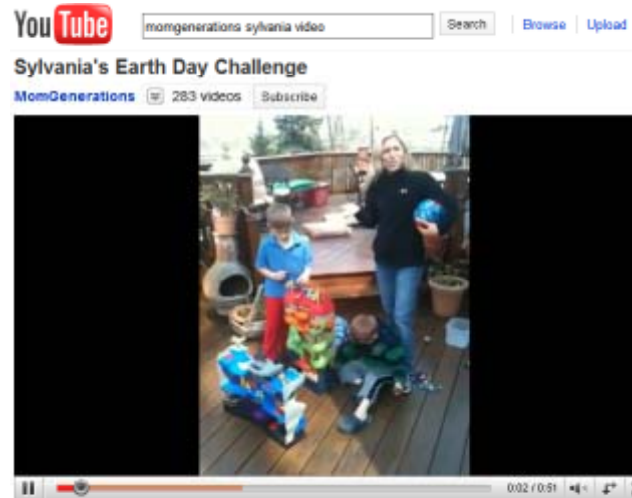 YouTube momgenerations sylvania video Search Browse Upload
Sylvania's Earth Day Challenge
MomGenerations 283 videos Subscribe
0:02 / 0:51